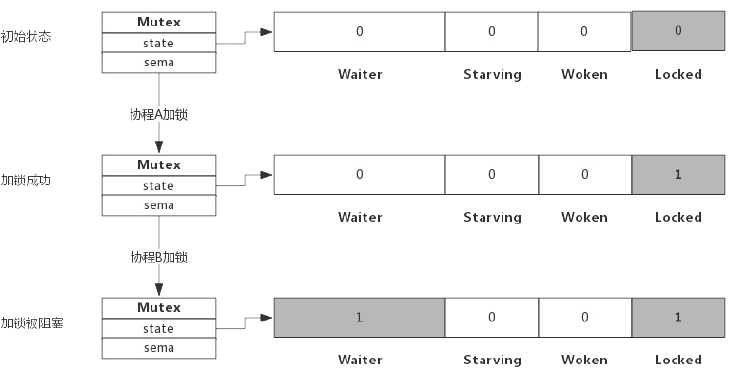 初始状态
Mutex
state
sema
0 0 0 0
Waiter Starving Woken Locked
协程A加锁
加锁成功
Mutex
state
sema
0 0 0 1
Waiter Starving Woken Locked
协程B加锁
加锁被阻塞
Mutex
state
sema
1 0 0 1
Waiter Starving Woken Locked